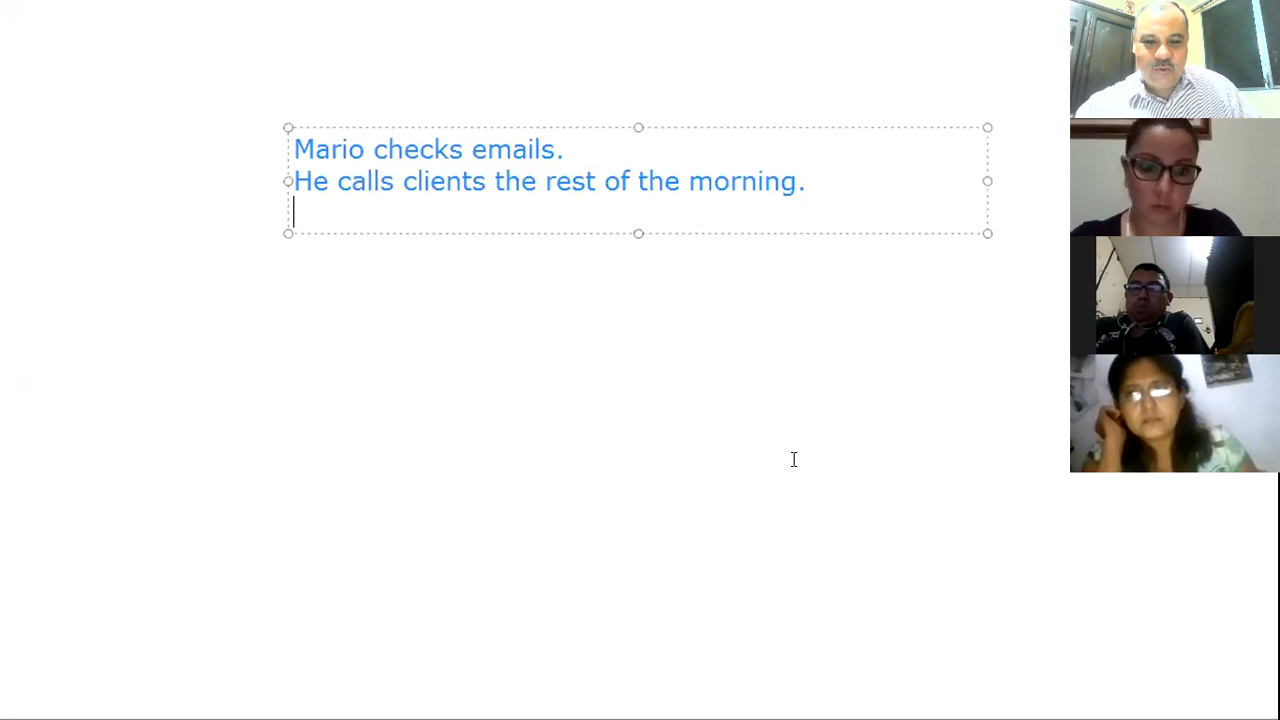 Mario checks emails.
He calls clients the rest of the morning.